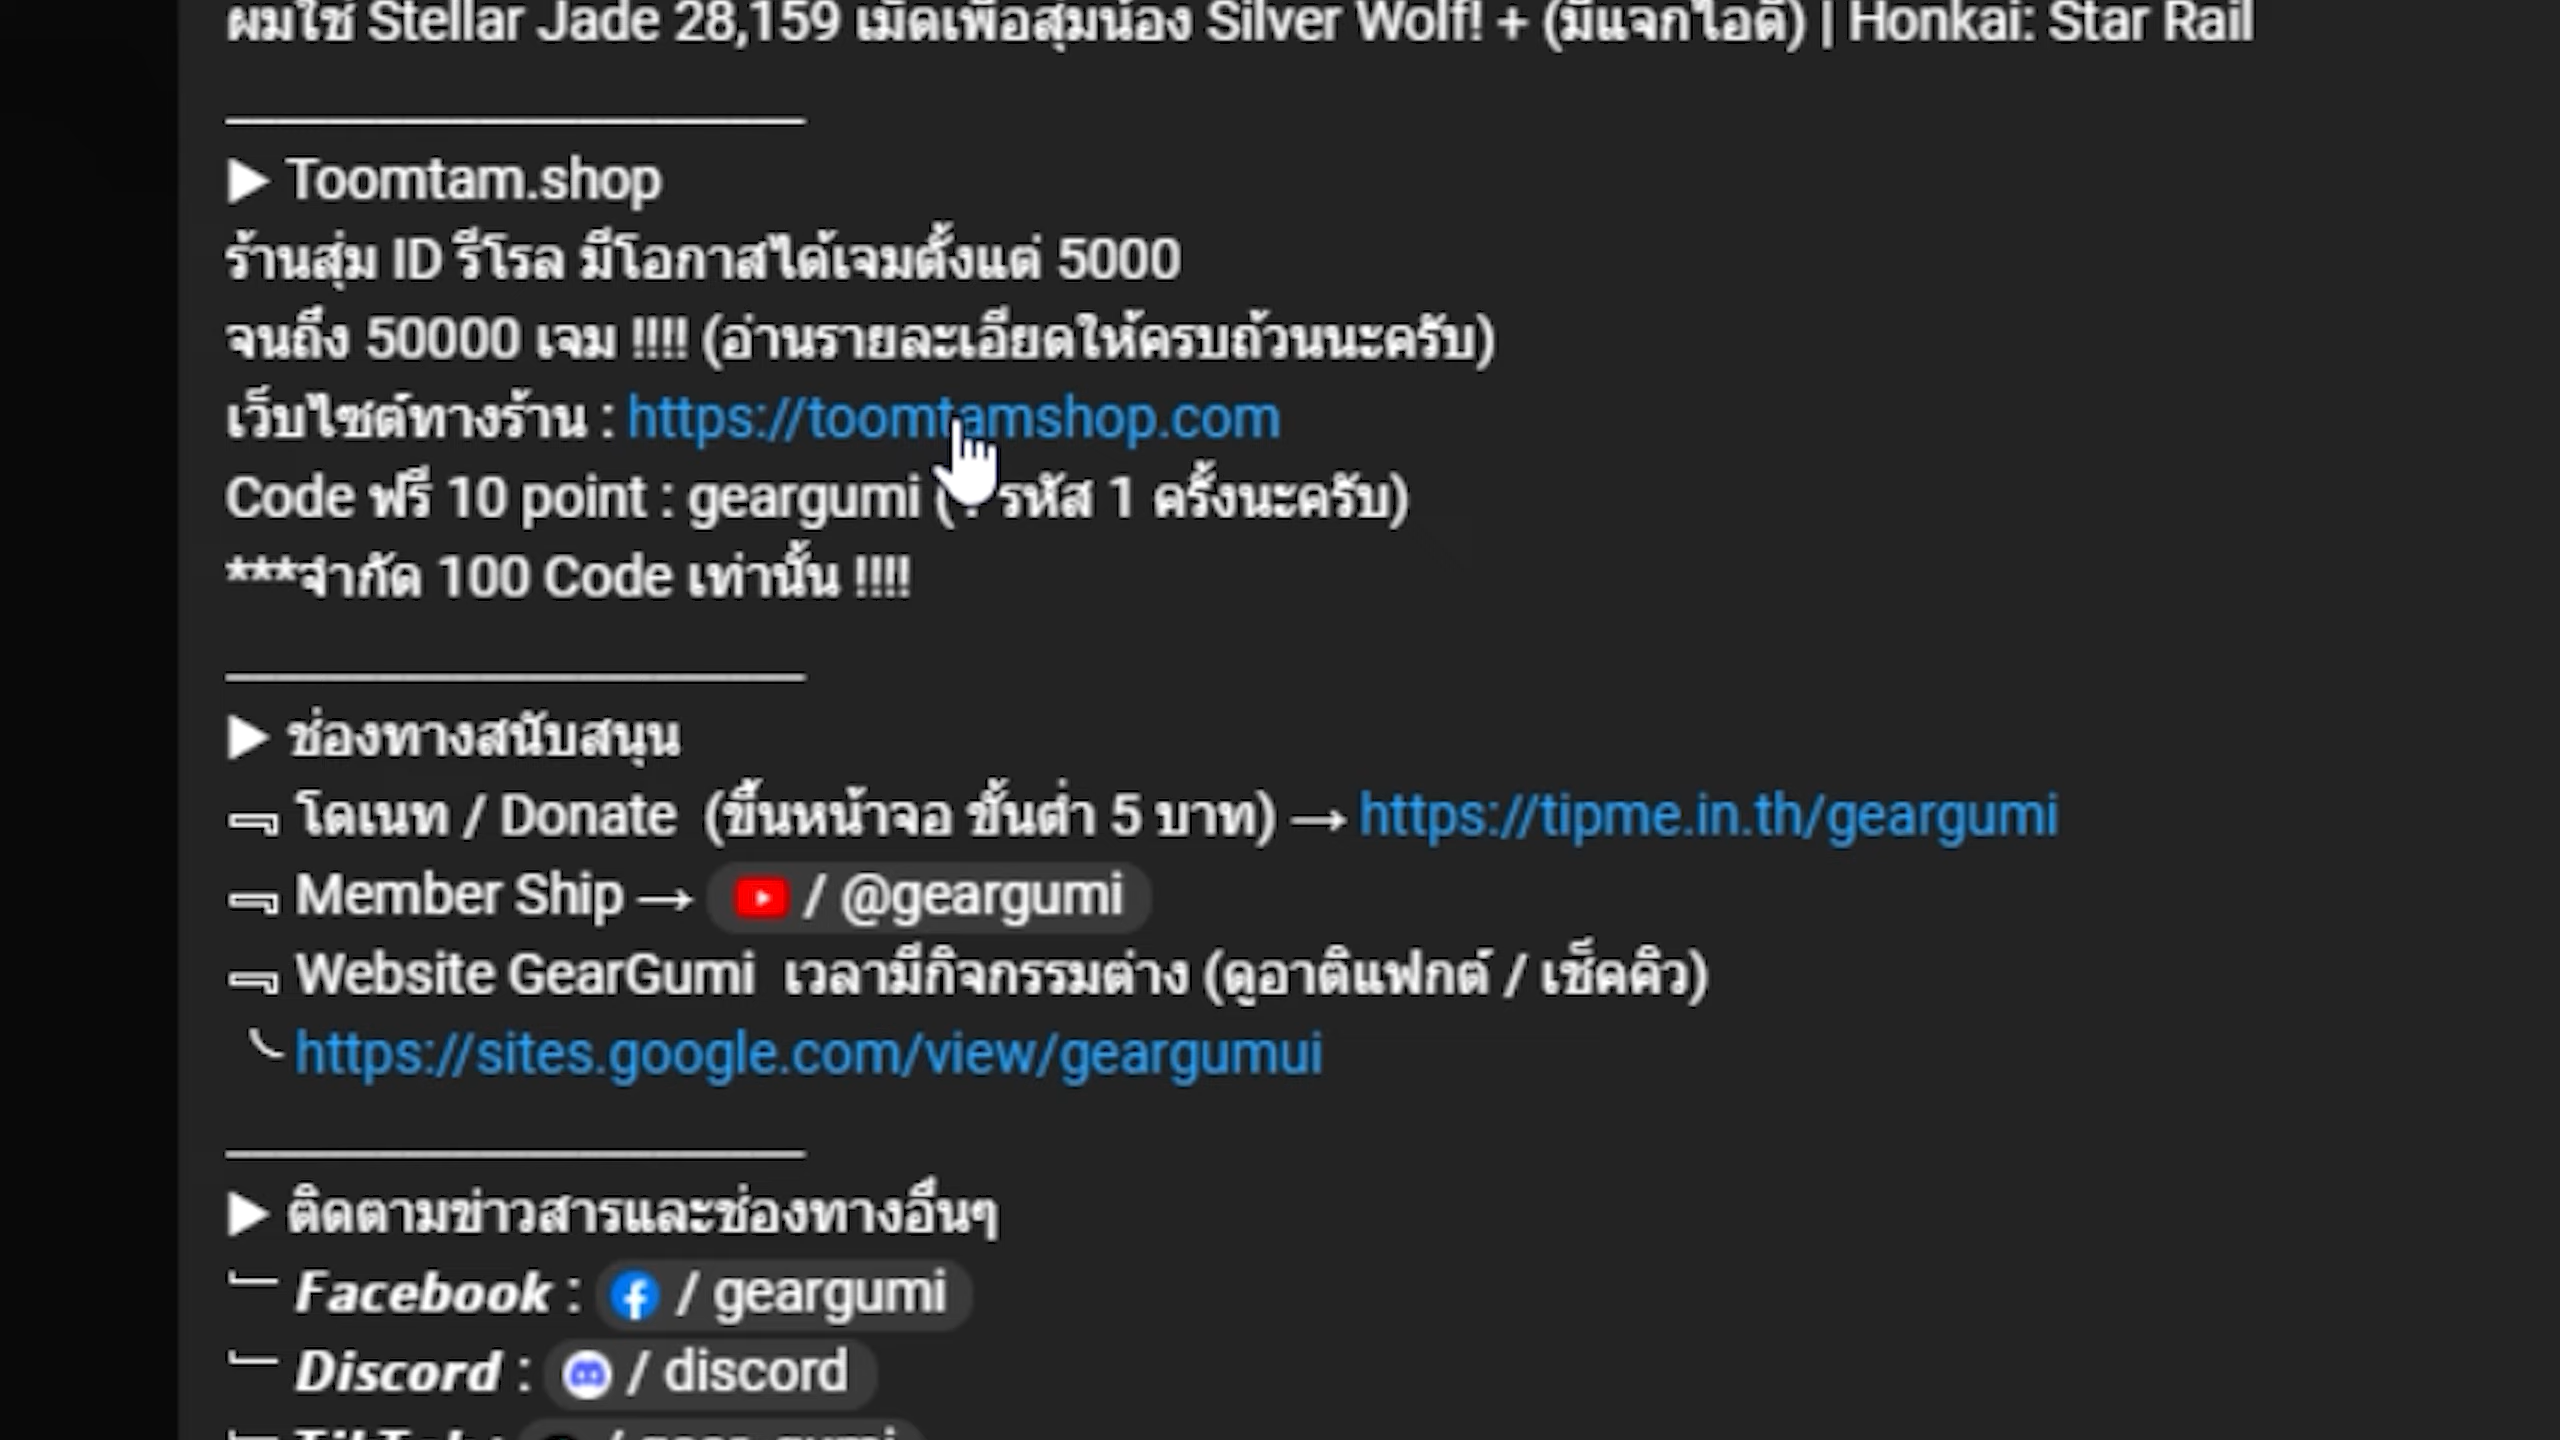 ผมใช้ Stellar Jade 28,159 เม็ดเพื่อสุ่มน้อง Silver Wolf! + (มีแจกไอดี) | Honkai: Star Rail
▶ Toomtam.shop
ร้านสุ่ม ID รีโรล มีโอกาสได้เจมตั้งแต่ 5000
จนถึง 50000 เจม !!!! (อ่านรายละเอียดให้ครบถ้วนนะครับ)
เว็บไซต์ทางร้าน : https://toomtamshop.com
Code ฟรี 10 point : geargumi ( รหัส 1 ครั้งนะครับ)
***จำกัด 100 Code เท่านั้น !!!!
▶ ช่องทางสนับสนุน
โดเนท / Donate (ขึ้นหน้าจอ ขั้นต่ำ 5 บาท) → https://tipme.in.th/geargumi
Member Ship → / @geargumi
Website GearGumi เวลามีกิจกรรมต่าง (ดูอาติแฟกต์ / เช็คคิว)
╰ https://sites.google.com/view/geargumui
▶ ติดตามข่าวสารและช่องทางอื่นๆ
Facebook : / geargumi
Discord : / discord